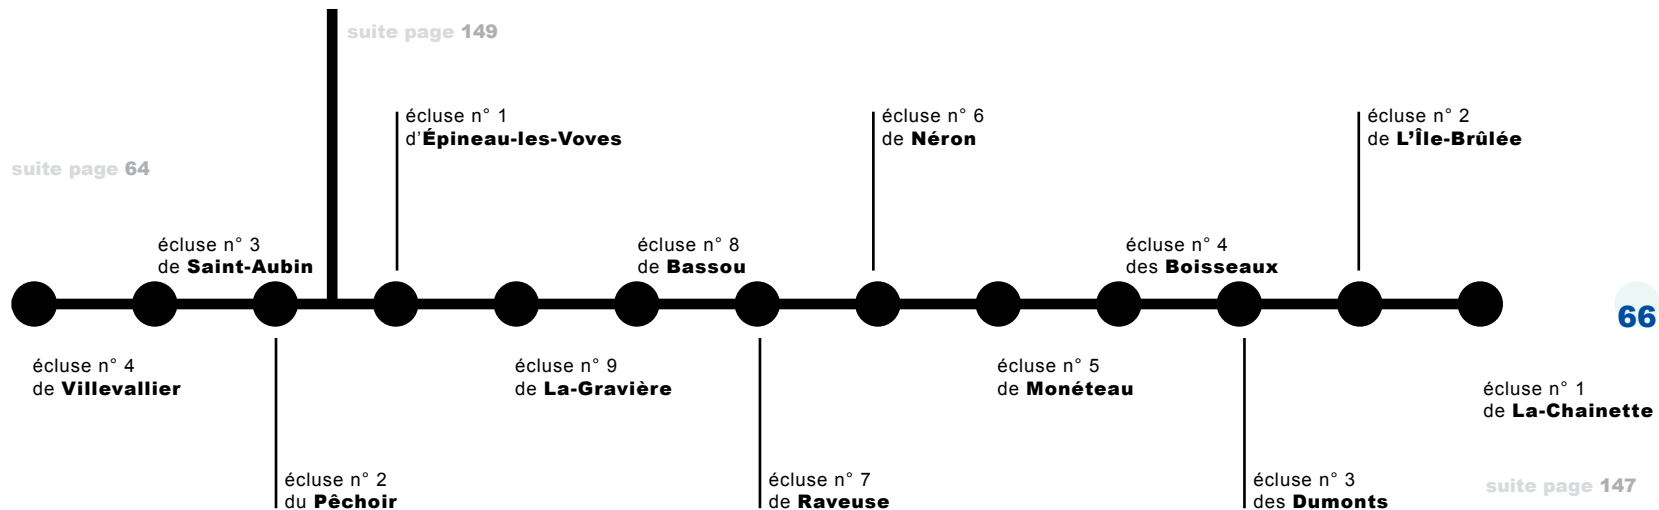 suite page 149
écluse n° 1
d'Épineau-les-Voves
écluse n° 6
de Néron
écluse n° 2
de L’Île-Brûlée
suite page 64
écluse n° 3
de Saint-Aubin
écluse n° 8
de Bassou
écluse n° 4
des Boisseaux
66
écluse n° 4
de Villevallier
écluse n° 9
de La-Gravière
écluse n° 5
de Monéteau
écluse n° 1
de La-Chainette
écluse n° 2
du Pêchoir
écluse n° 7
de Raveuse
écluse n° 3
des Dumonts
suite page 147